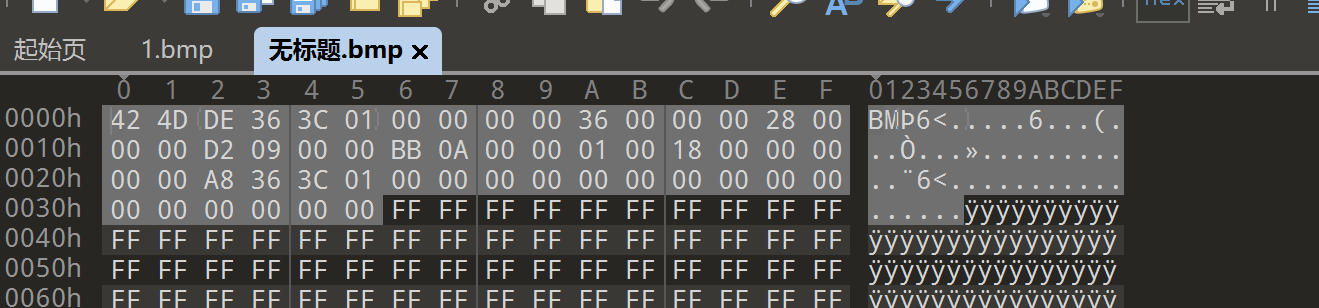 hex
起始页 1.bmp 无标题.bmp ×
0 1 2 3 4 5 6 7 8 9 A B C D E F 0123456789ABCDEF
0000h 42 4D DE 36 3C 01 00 00 00 00 36 00 00 00 28 00 BMÞ6<.....6...(.
0010h 00 00 D2 09 00 00 BB 0A 00 00 01 00 18 00 00 00 ..Ò...».........
0020h 00 00 A8 36 3C 01 00 00 00 00 00 00 00 00 00 00 ..¨6<...........
0030h 00 00 00 00 00 00 FF FF FF FF FF FF FF FF FF FF ......ÿÿÿÿÿÿÿÿÿÿ
0040h FF FF FF FF FF FF FF FF FF FF FF FF FF FF FF FF ÿÿÿÿÿÿÿÿÿÿÿÿÿÿÿÿ
0050h FF FF FF FF FF FF FF FF FF FF FF FF FF FF FF FF ÿÿÿÿÿÿÿÿÿÿÿÿÿÿÿÿ
0060h FF FF FF FF FF FF FF FF FF FF FF FF FF FF FF FF ÿÿÿÿÿÿÿÿÿÿÿÿÿÿÿÿ